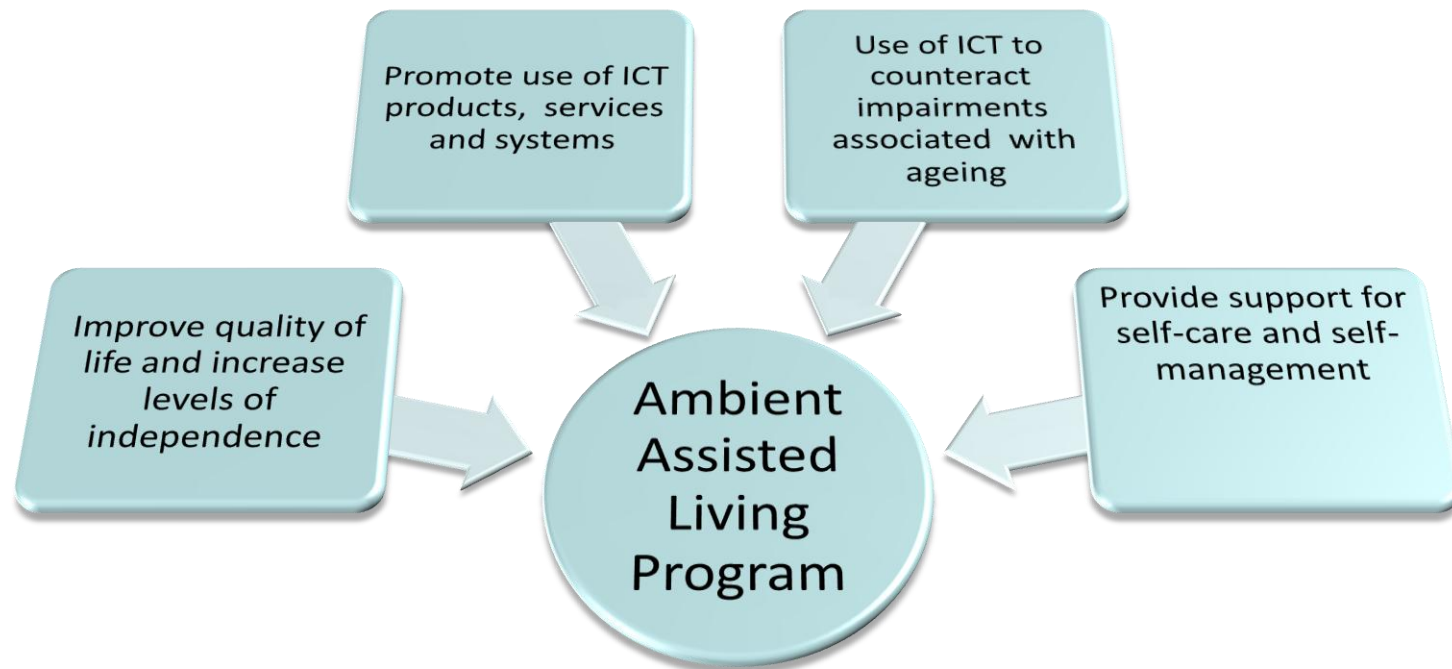 Promote use of ICT
products, services
and systems
Use of ICT to
counteract
impairments
associated with
ageing
Improve quality of
life and increase
levels of
independence
Provide support for
self-care and self-
management
Ambient
Assisted
Living
Program